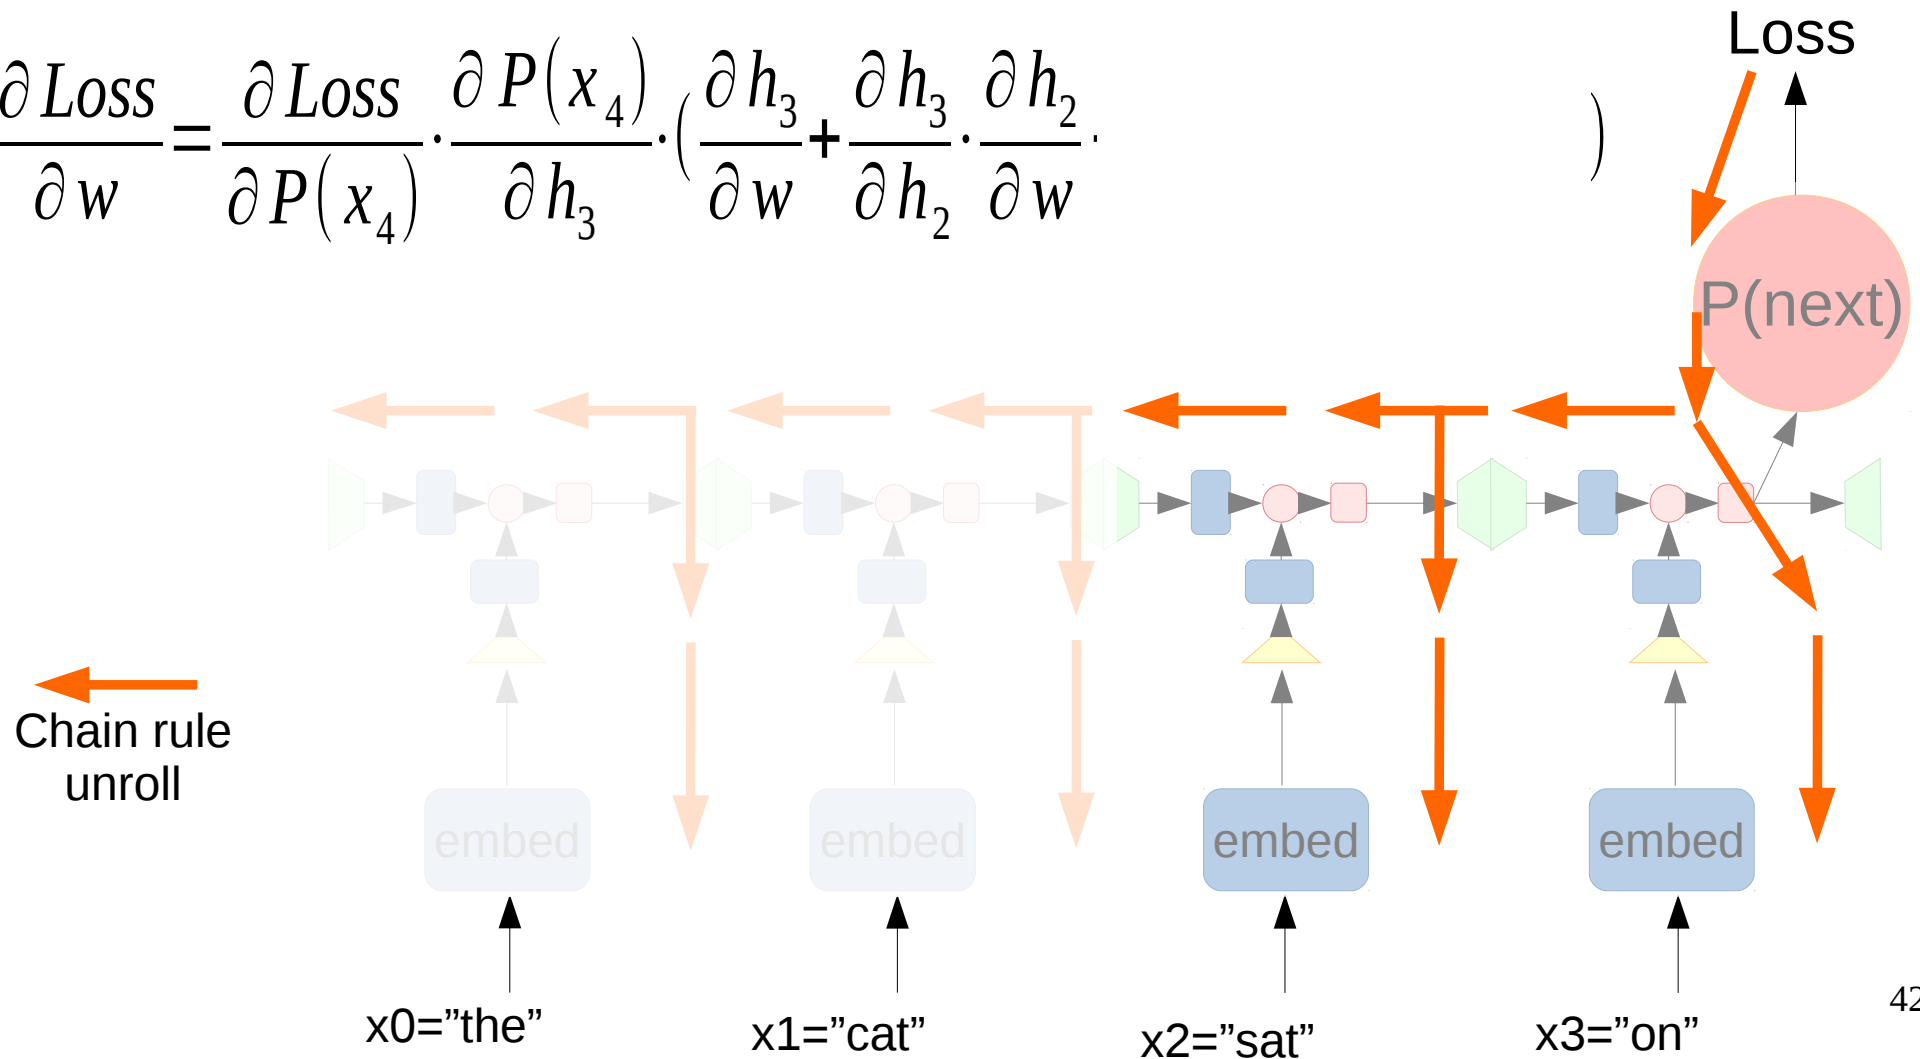 Loss
∂Loss/∂w = ∂Loss/∂P(x₄) · ∂P(x₄)/∂h₃ · (∂h₃/∂w + ∂h₃/∂h₂ · ∂h₂/∂w · )
P(next)
Chain rule
unroll
embed embed embed embed
x0=”the” x1=”cat” x2=”sat” x3=”on”
42